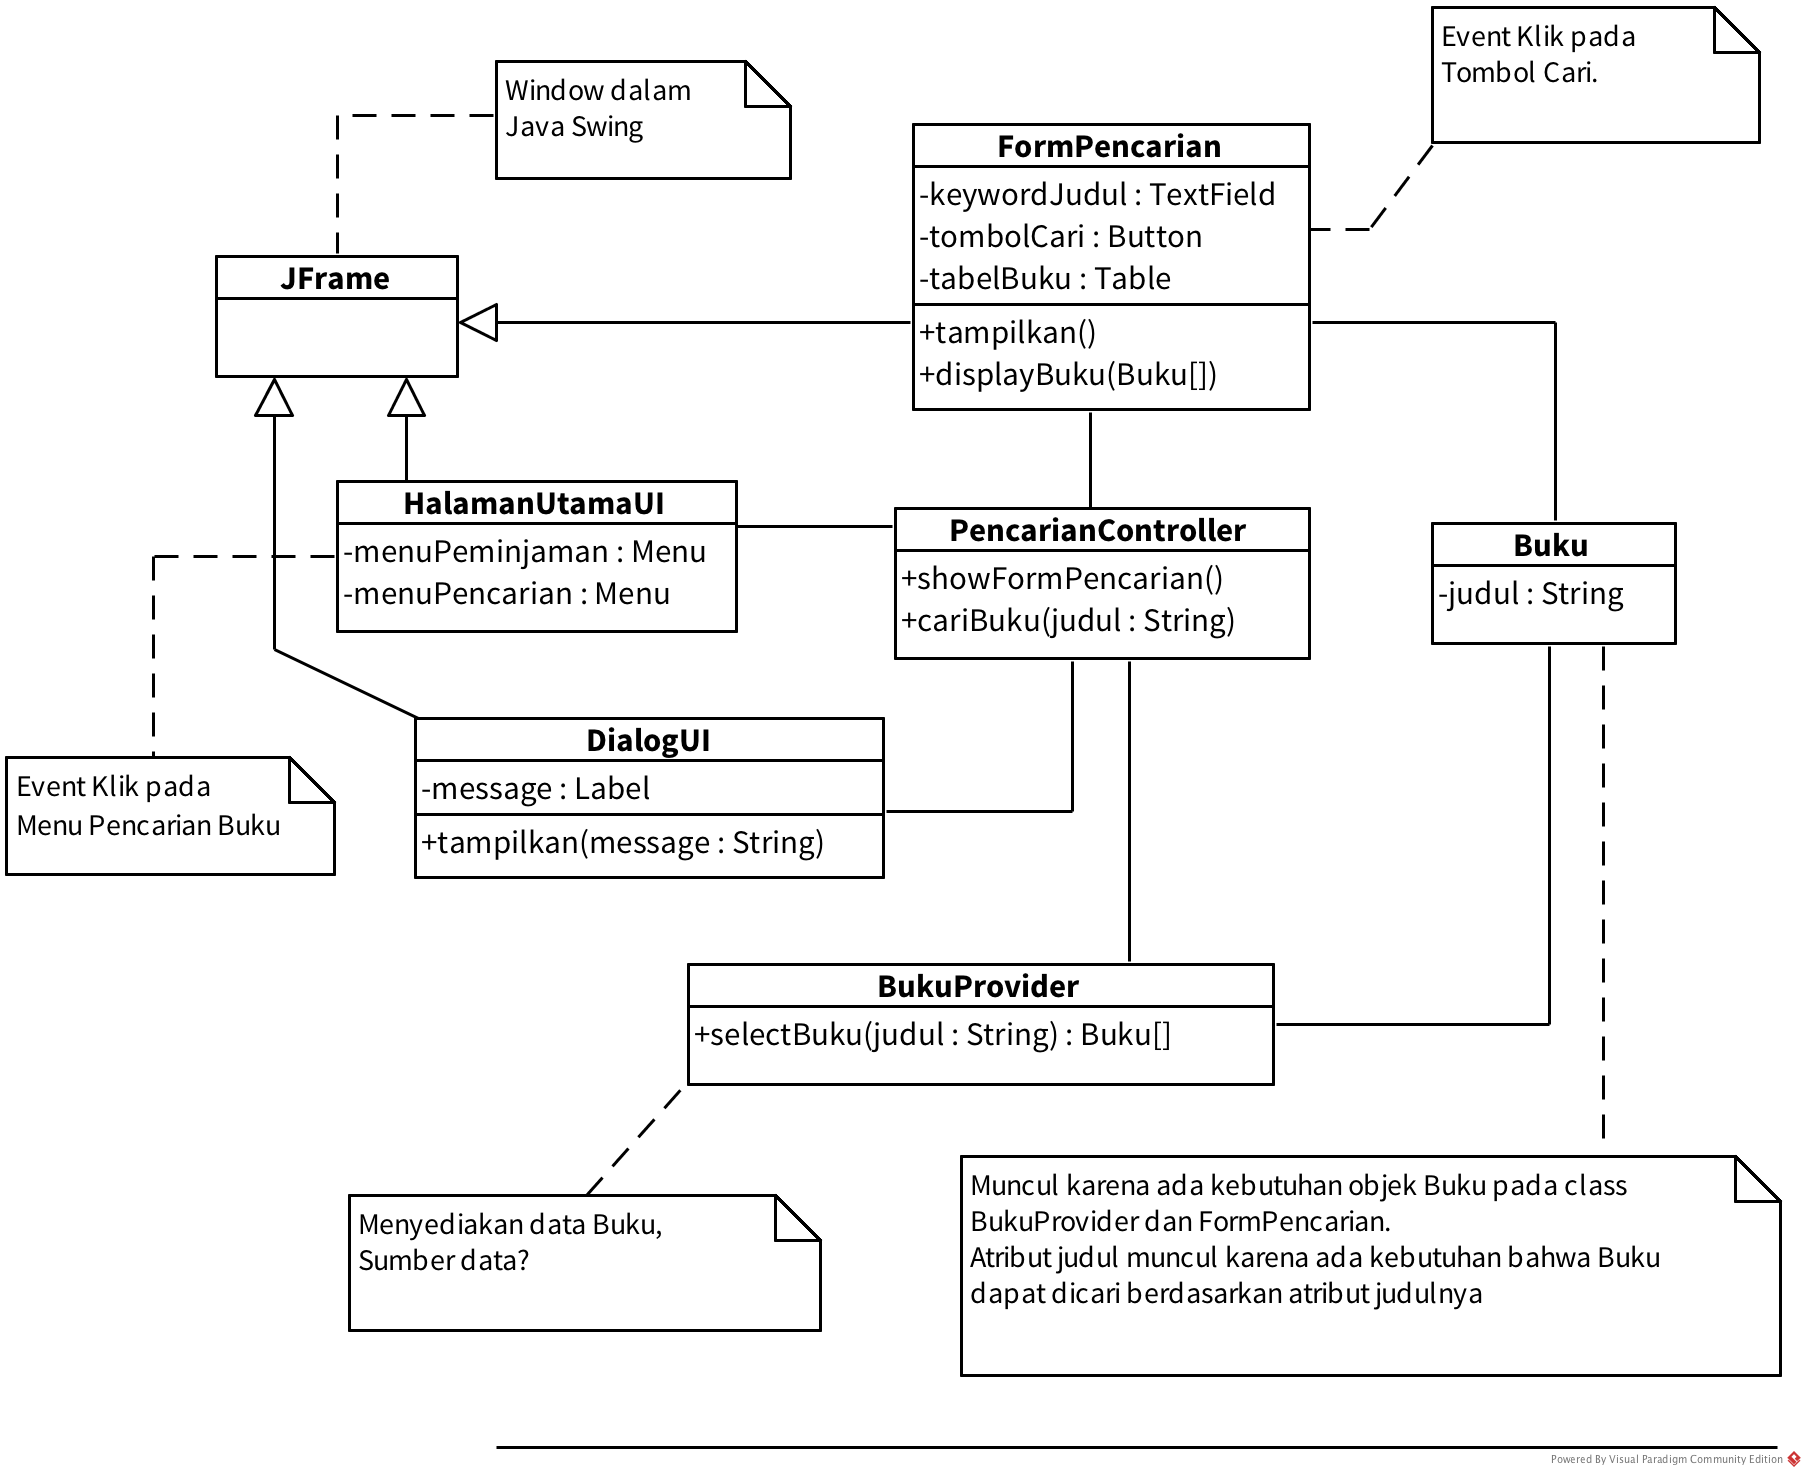 Event Klik pada
Tombol Cari.
Window dalam
Java Swing
FormPencarian
-keywordJudul : TextField
-tombolCari : Button
-tabelBuku : Table
+tampilkan()
+displayBuku(Buku[])
JFrame
HalamanUtamaUI
-menuPeminjaman : Menu
-menuPencarian : Menu
PencarianController
+showFormPencarian()
+cariBuku(judul : String)
Buku
-judul : String
DialogUI
-message : Label
+tampilkan(message : String)
Event Klik pada
Menu Pencarian Buku
BukuProvider
+selectBuku(judul : String) : Buku[]
Menyediakan data Buku,
Sumber data?
Muncul karena ada kebutuhan objek Buku pada class
BukuProvider dan FormPencarian.
Atribut judul muncul karena ada kebutuhan bahwa Buku
dapat dicari berdasarkan atribut judulnya
Powered By Visual Paradigm Community Edition